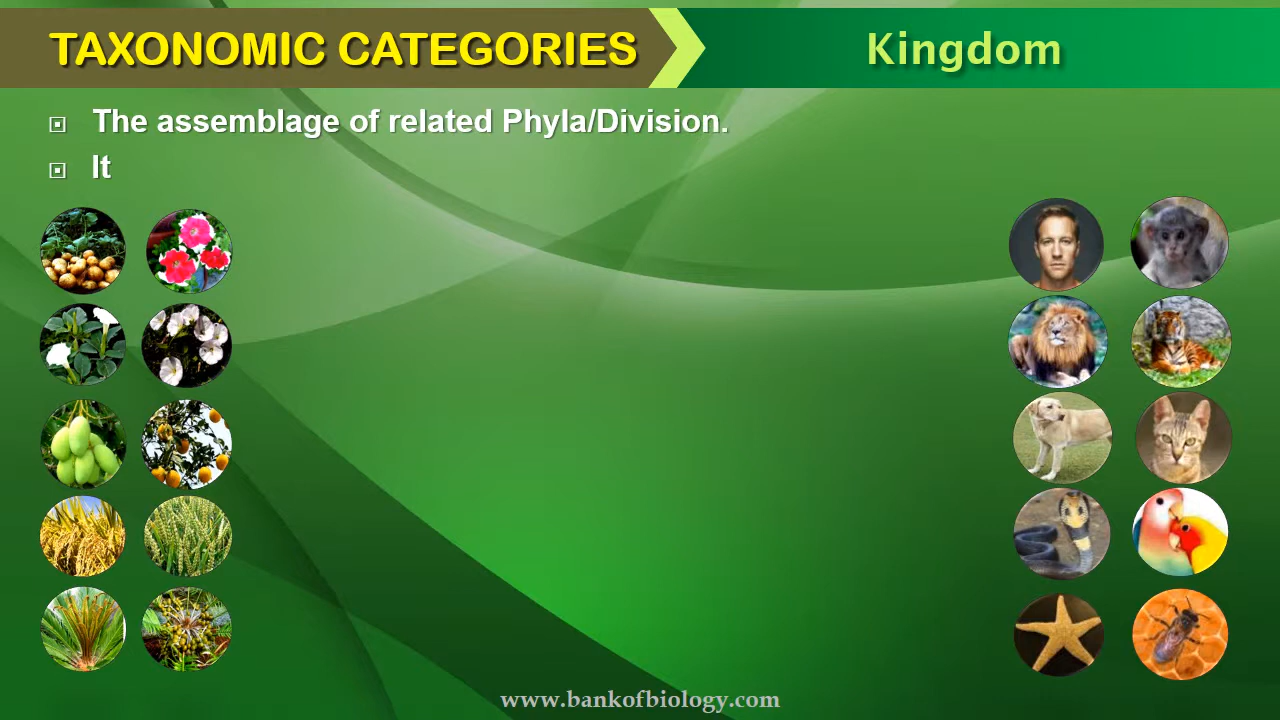 TAXONOMIC CATEGORIES
Kingdom
The assemblage of related Phyla/Division.
It
www.bankofbiology.com